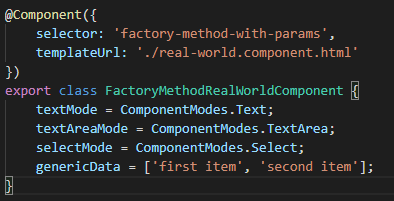 @Component({
    selector: 'factory-method-with-params',
    templateUrl: './real-world.component.html'
})
export class FactoryMethodRealWorldComponent {
    textMode = ComponentModes.Text;
    textAreaMode = ComponentModes.TextArea;
    selectMode = ComponentModes.Select;
    genericData = ['first item', 'second item'];
}